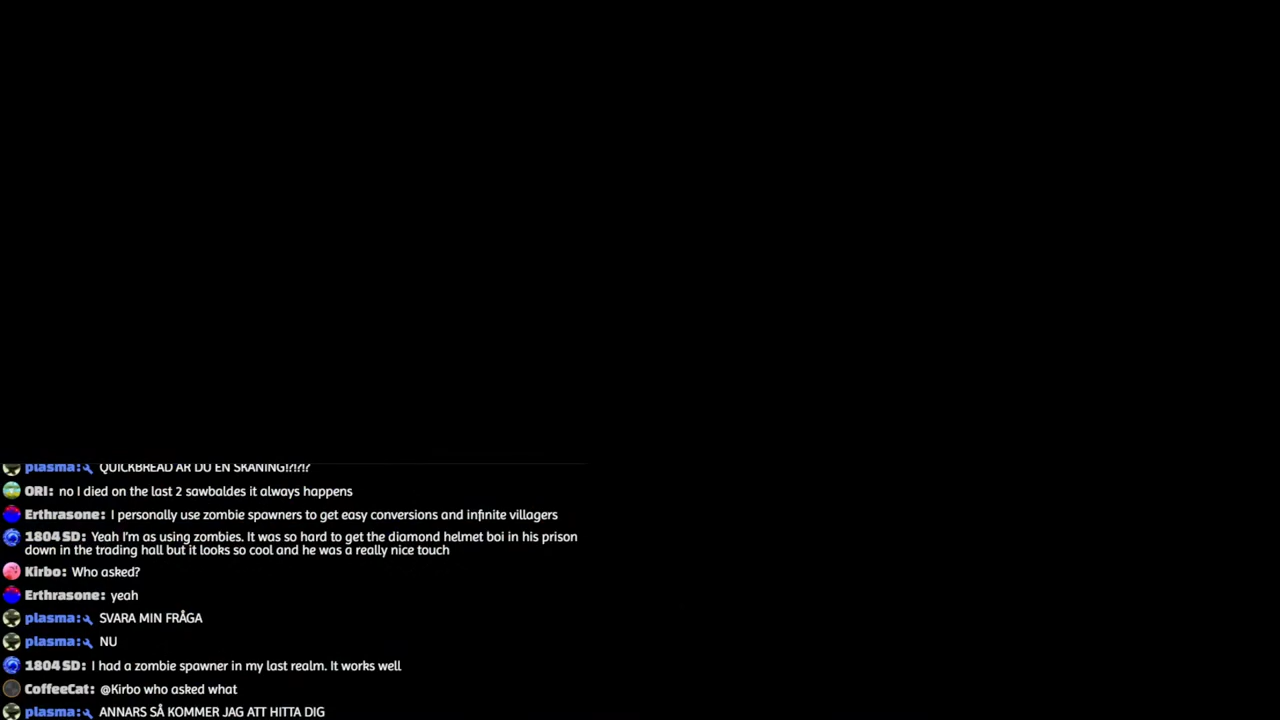 plasma: QUICKBREAD ÄR DU EN SKÅNING!?!?!?
ORI: no I died on the last 2 sawbaldes it always happens
Erthrasone: I personally use zombie spawners to get easy conversions and infinite villagers
1804 SD: Yeah I'm as using zombies. It was so hard to get the diamond helmet boi in his prison
down in the trading hall but it looks so cool and he was a really nice touch
Kirbo: Who asked?
Erthrasone: yeah
plasma: SVARA MIN FRÅGA
plasma: NU
1804 SD: I had a zombie spawner in my last realm. It works well
CoffeeCat: @Kirbo who asked what
plasma: ANNARS SÅ KOMMER JAG ATT HITTA DIG